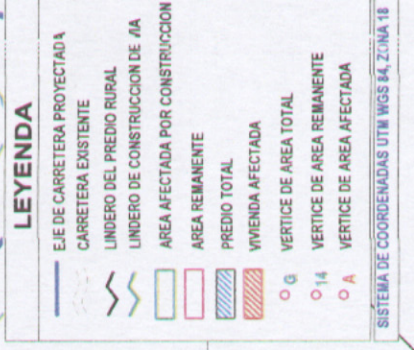 LEYENDA
EJE DE CARRETERA PROYECTADA
CARRETERA EXISTENTE
LINDERO DEL PREDIO RURAL
LINDERO DE CONSTRUCCION DE VIA
AREA AFECTADA POR CONSTRUCCION
AREA REMANENTE
PREDIO TOTAL
VIVIENDA AFECTADA
G VERTICE DE AREA TOTAL
14 VERTICE DE AREA REMANENTE
A VERTICE DE AREA AFECTADA
SISTEMA DE COORDENADAS UTM WGS 84, ZONA 18